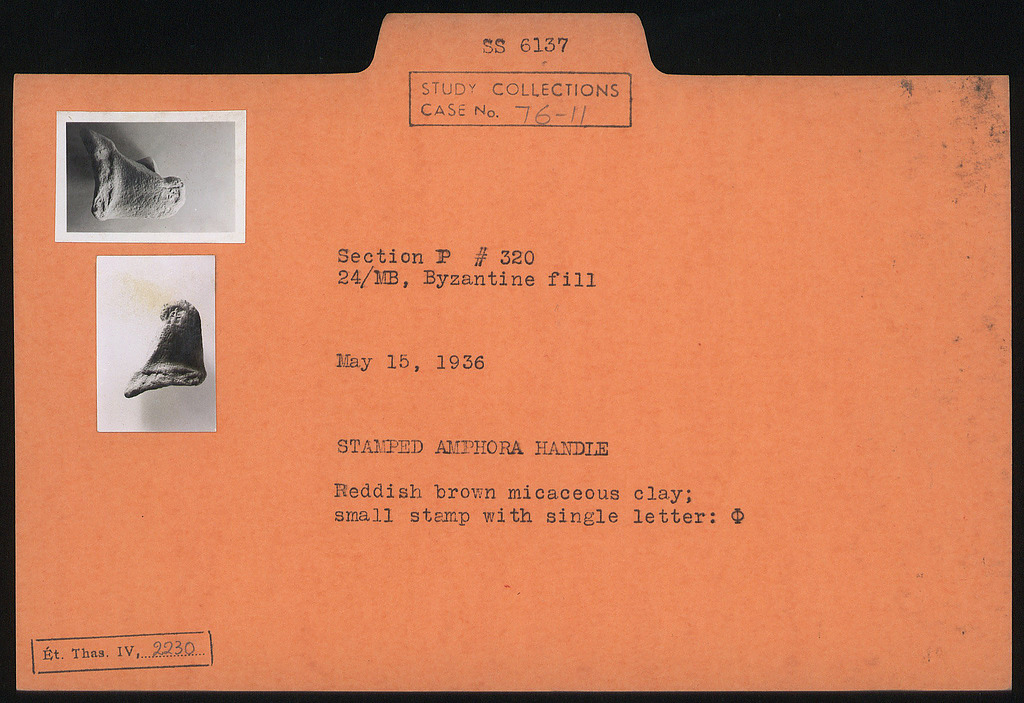 SS 6137
STUDY COLLECTIONS
CASE No. 76-11
Section P # 320
24/MB, Byzantine fill
May 15, 1936
STAMPED AMPHORA HANDLE
Reddish brown micaceous clay;
small stamp with single letter: Φ
Ét. Thas. IV, 2230